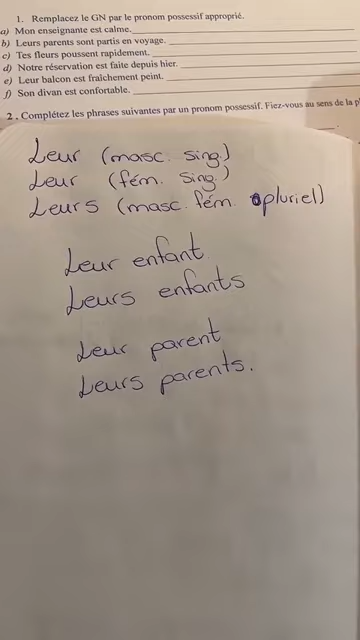 1. Remplacez le GN par le pronom possessif approprié.
a) Mon enseignante est calme.
b) Leurs parents sont partis en voyage.
c) Tes fleurs poussent rapidement.
d) Notre réservation est faite depuis hier.
e) Leur balcon est fraîchement peint.
f) Son divan est confortable.
2. Complétez les phrases suivantes par un pronom possessif. Fiez-vous au sens de la
Leur (masc. sing.)
Leur (fém. sing.)
Leurs (masc. fém. pluriel)
Leur enfant.
Leurs enfants
Leur parent
Leurs parents.